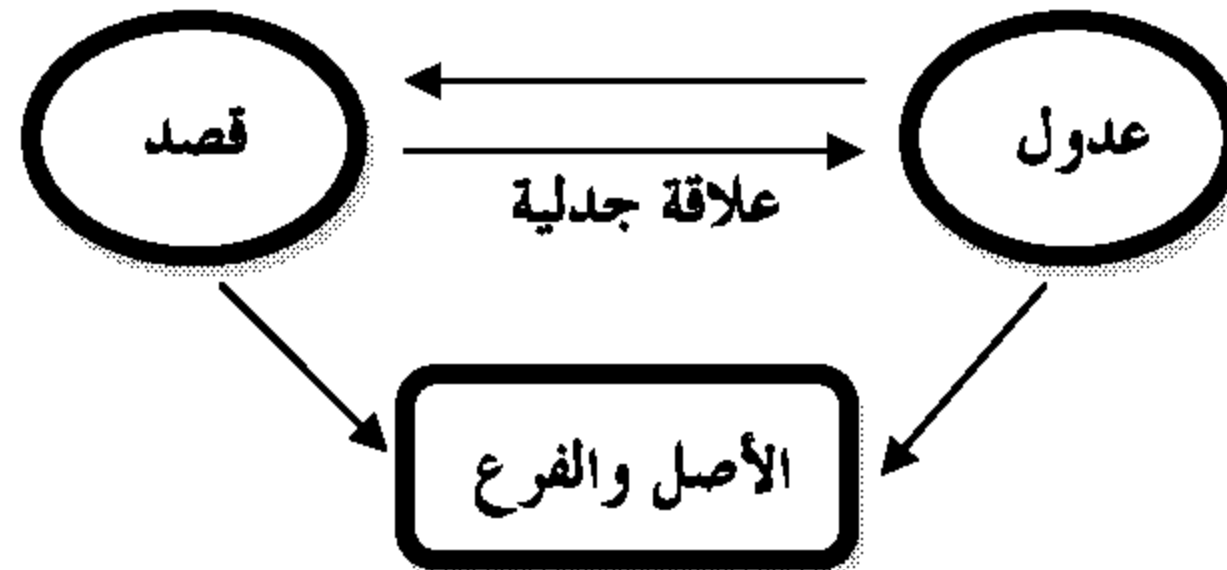 عدول
قصد
علاقة جدلية
الأصل والفرع